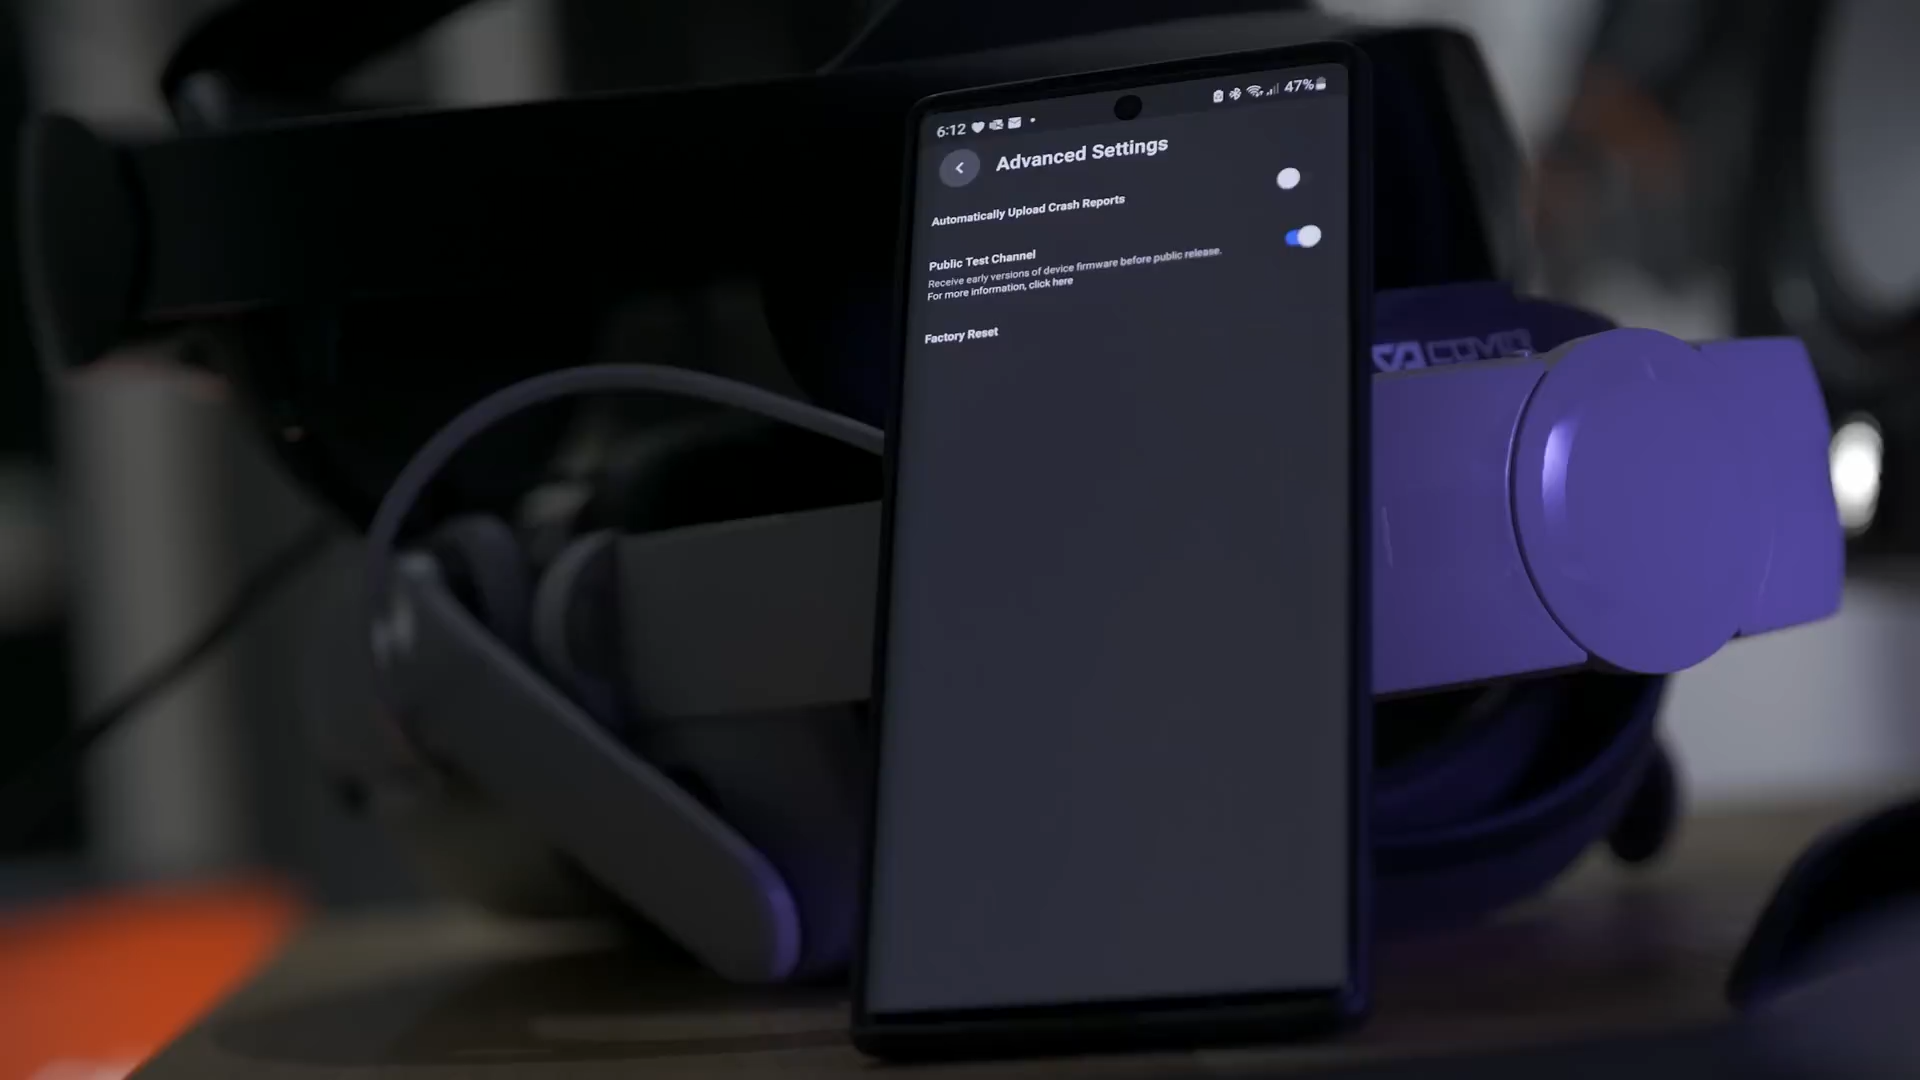 6:12
47%
Advanced Settings
Automatically Upload Crash Reports
Public Test Channel
Receive early versions of device firmware before public release.
For more information, click here
Factory Reset
COVER